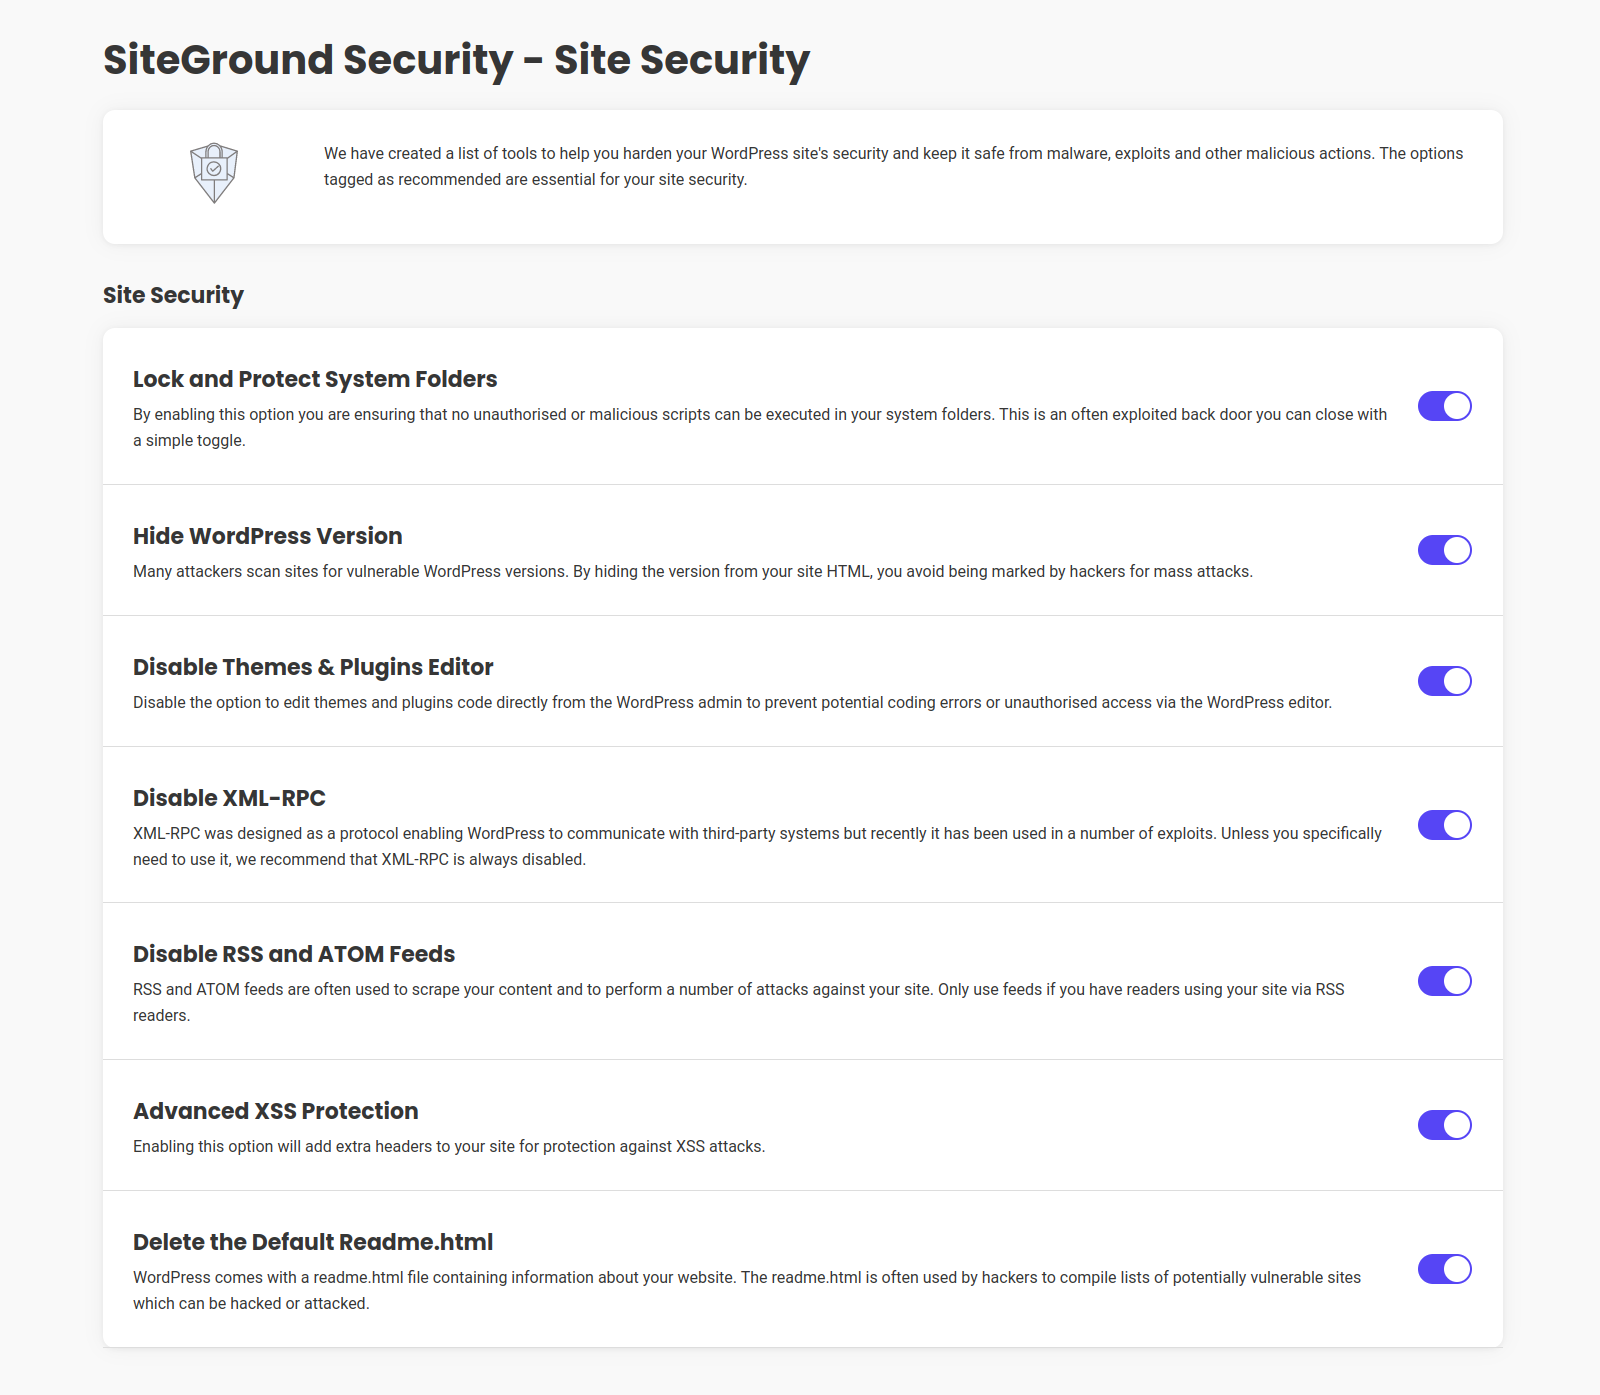 SiteGround Security - Site Security
We have created a list of tools to help you harden your WordPress site's security and keep it safe from malware, exploits and other malicious actions. The options
tagged as recommended are essential for your site security.
Site Security
Lock and Protect System Folders
By enabling this option you are ensuring that no unauthorised or malicious scripts can be executed in your system folders. This is an often exploited back door you can close with
a simple toggle.
Hide WordPress Version
Many attackers scan sites for vulnerable WordPress versions. By hiding the version from your site HTML, you avoid being marked by hackers for mass attacks.
Disable Themes & Plugins Editor
Disable the option to edit themes and plugins code directly from the WordPress admin to prevent potential coding errors or unauthorised access via the WordPress editor.
Disable XML-RPC
XML-RPC was designed as a protocol enabling WordPress to communicate with third-party systems but recently it has been used in a number of exploits. Unless you specifically
need to use it, we recommend that XML-RPC is always disabled.
Disable RSS and ATOM Feeds
RSS and ATOM feeds are often used to scrape your content and to perform a number of attacks against your site. Only use feeds if you have readers using your site via RSS
readers.
Advanced XSS Protection
Enabling this option will add extra headers to your site for protection against XSS attacks.
Delete the Default Readme.html
WordPress comes with a readme.html file containing information about your website. The readme.html is often used by hackers to compile lists of potentially vulnerable sites
which can be hacked or attacked.